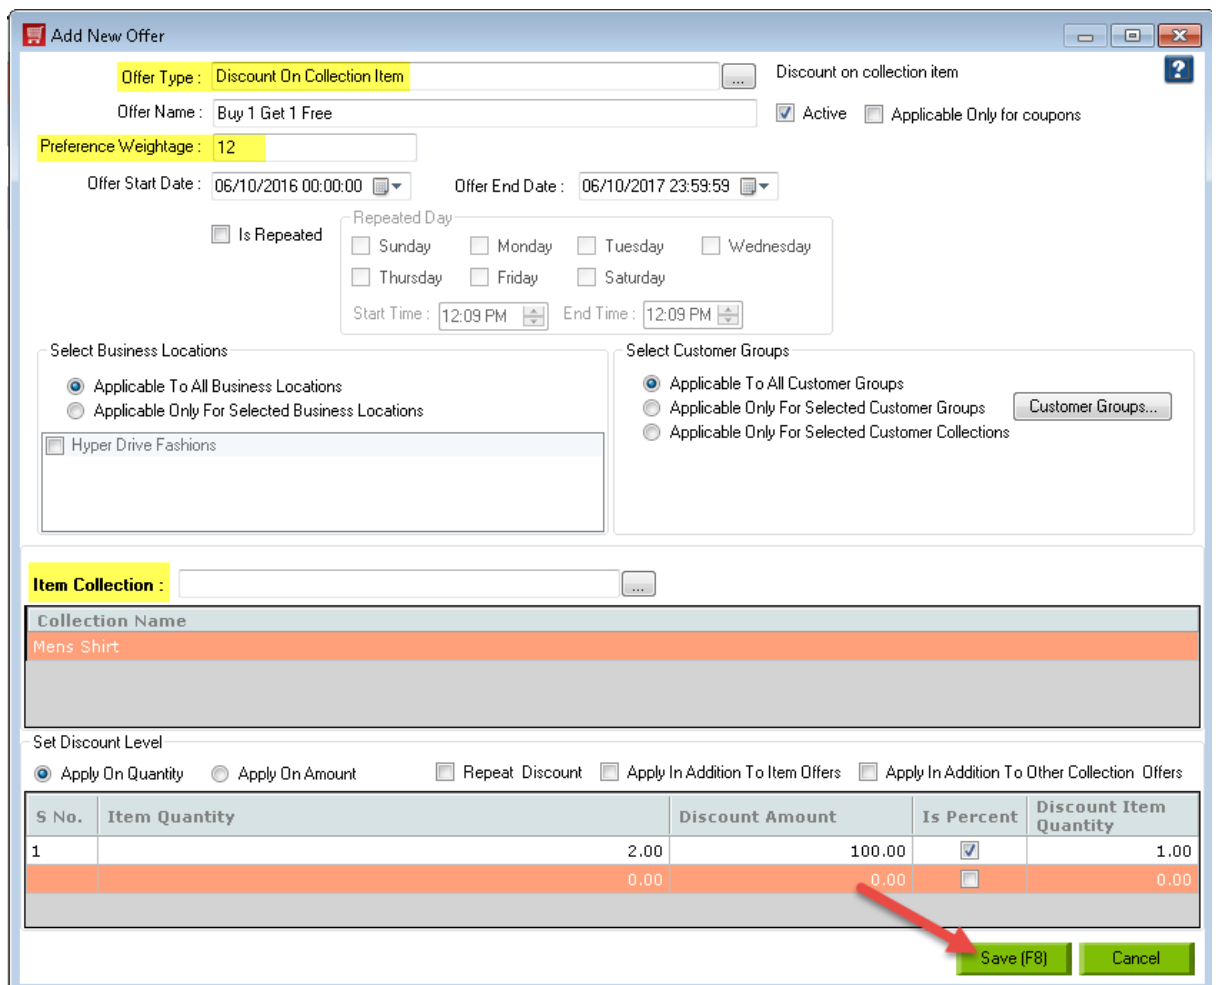 Add New Offer
Offer Type : Discount On Collection Item ... Discount on collection item ?
Offer Name : Buy 1 Get 1 Free Active Applicable Only for coupons
Preference Weightage : 12
Offer Start Date : 06/10/2016 00:00:00 Offer End Date : 06/10/2017 23:59:59
Is Repeated Repeated Day
Sunday Monday Tuesday Wednesday
Thursday Friday Saturday
Start Time : 12:09 PM End Time : 12:09 PM
Select Business Locations Select Customer Groups
Applicable To All Business Locations Applicable To All Customer Groups
Applicable Only For Selected Business Locations Applicable Only For Selected Customer Groups Customer Groups...
Applicable Only For Selected Customer Collections
Hyper Drive Fashions
Item Collection : ...
Collection Name
Mens Shirt
Set Discount Level
Apply On Quantity Apply On Amount Repeat Discount Apply In Addition To Item Offers Apply In Addition To Other Collection Offers
S No. Item Quantity Discount Amount Is Percent Discount Item Quantity
1 2.00 100.00 1.00
0.00 0.00 0.00
Save (F8) Cancel